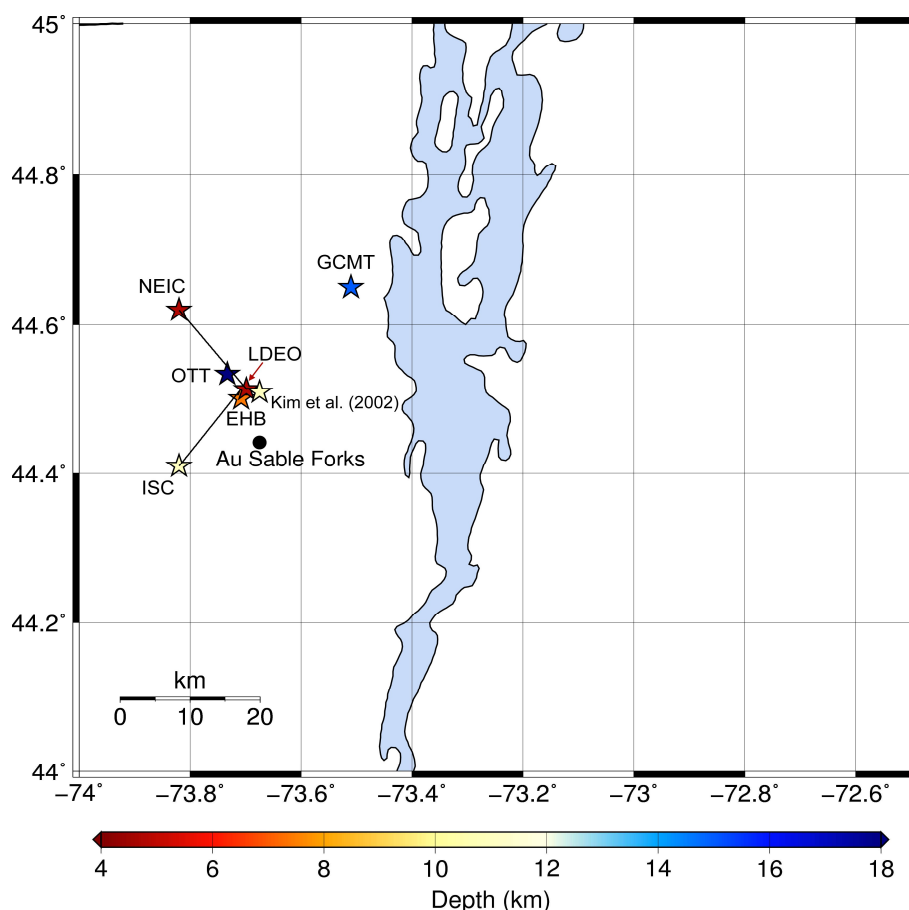 45˚
44.8˚
44.6˚
44.4˚
44.2˚
44˚
GCMT
NEIC
LDEO
OTT
Kim et al. (2002)
EHB
Au Sable Forks
ISC
km
0 10 20
−74˚ −73.8˚ −73.6˚ −73.4˚ −73.2˚ −73˚ −72.8˚ −72.6˚
4 6 8 10 12 14 16 18
Depth (km)